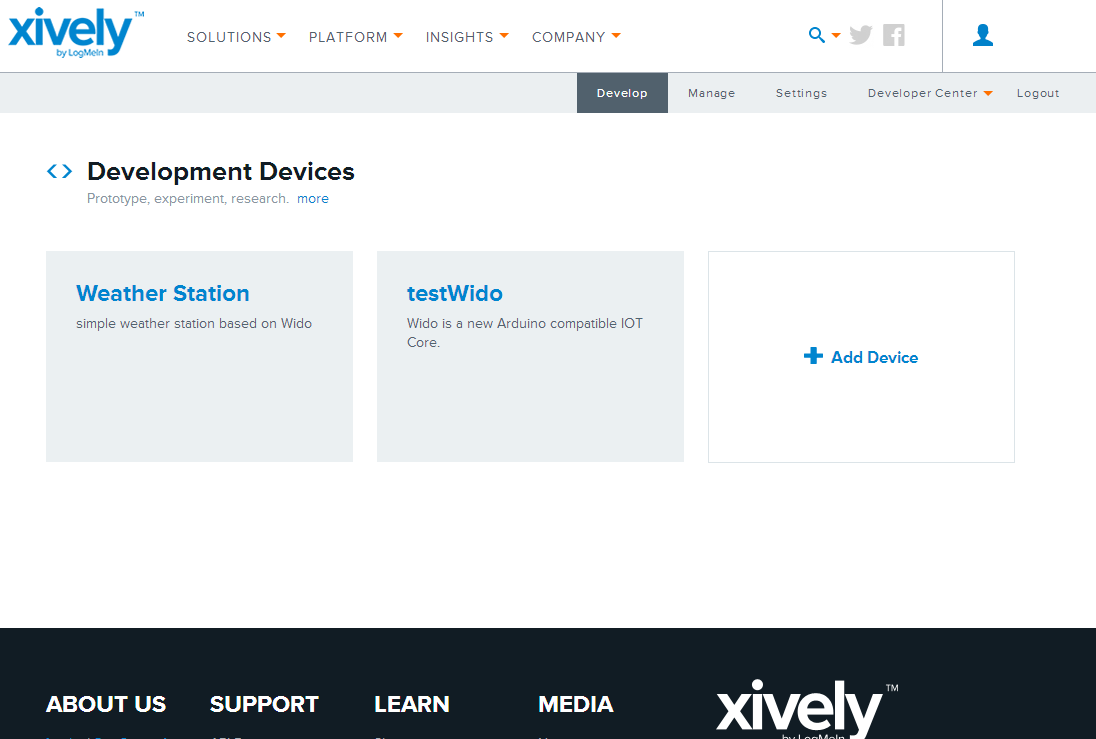 xively™
by LogMeIn
SOLUTIONS PLATFORM INSIGHTS COMPANY
Develop Manage Settings Developer Center Logout
<> Development Devices
Prototype, experiment, research. more
Weather Station
simple weather station based on Wido
testWido
Wido is a new Arduino compatible IOT
Core.
+ Add Device
ABOUT US SUPPORT LEARN MEDIA
xively™
by LogMeIn